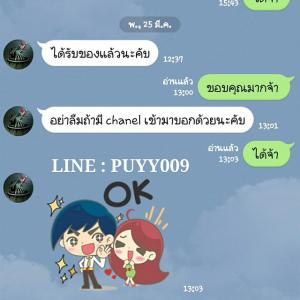 15:43
ได้จ้า
พ., 25 มี.ค.
ได้รับของแล้วนะคับ
12:37
อ่านแล้ว
13:00
ขอบคุณมากจ้า
อย่าลืมถ้ามี chanel เข้ามาบอกด้วยนะคับ
13:01
อ่านแล้ว
13:03
ได้จ้า
LINE : PUYY009
OK
13:03